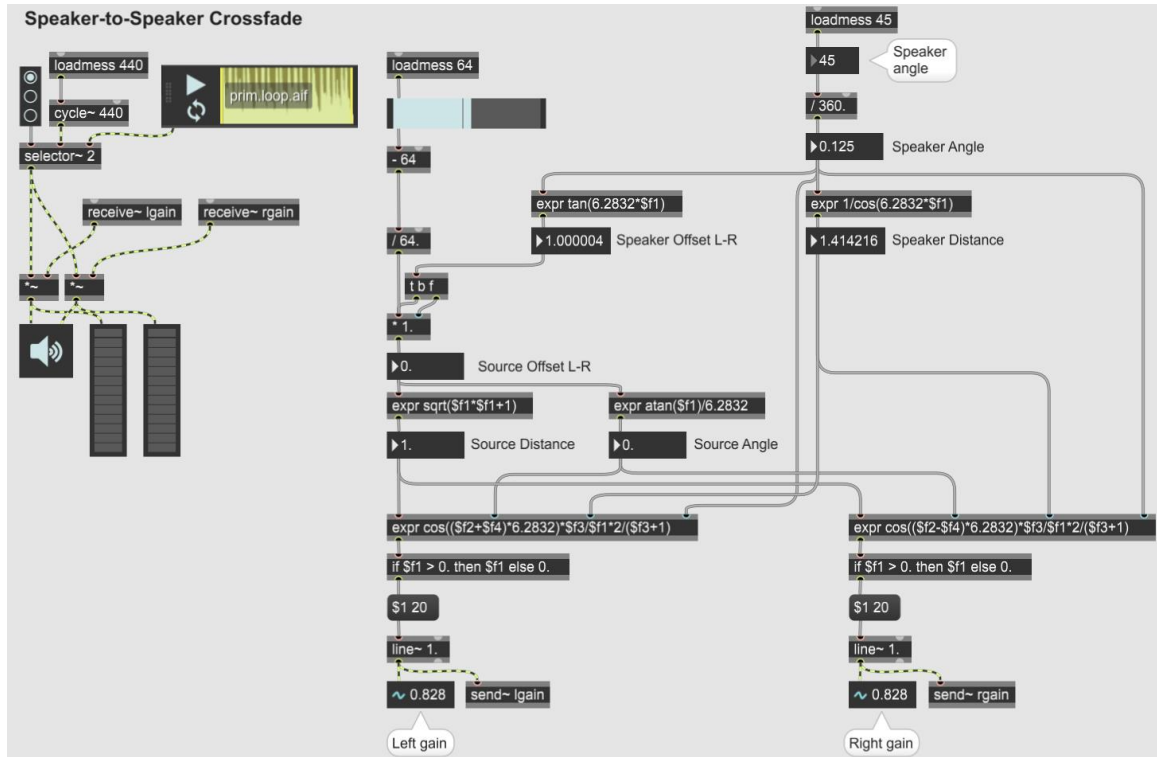 Speaker-to-Speaker Crossfade
loadmess 440
cycle~ 440
prim.loop.aif
selector~ 2
receive~ lgain
receive~ rgain
*~
*~
loadmess 64
- 64
/ 64.
t b f
* 1.
0.
Source Offset L-R
expr sqrt($f1*$f1+1)
expr atan($f1)/6.2832
1.
Source Distance
0.
Source Angle
loadmess 45
45
Speaker
angle
/ 360.
0.125
Speaker Angle
expr tan(6.2832*$f1)
expr 1/cos(6.2832*$f1)
1.000004
Speaker Offset L-R
1.414216
Speaker Distance
expr cos(($f2+$f4)*6.2832)*$f3/$f1*2/($f3+1)
if $f1 > 0. then $f1 else 0.
$1 20
line~ 1.
0.828
send~ lgain
Left gain
expr cos(($f2-$f4)*6.2832)*$f3/$f1*2/($f3+1)
if $f1 > 0. then $f1 else 0.
$1 20
line~ 1.
0.828
send~ rgain
Right gain